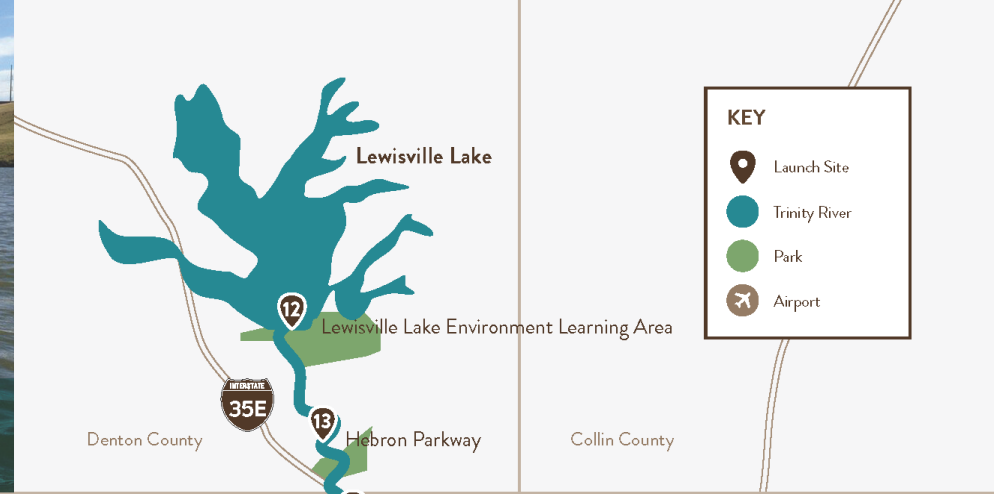 KEY
Lewisville Lake
Launch Site
Trinity River
Park
Airport
12
Lewisville Lake Environment Learning Area
INTERSTATE
35E
13
Hebron Parkway
Denton County
Collin County